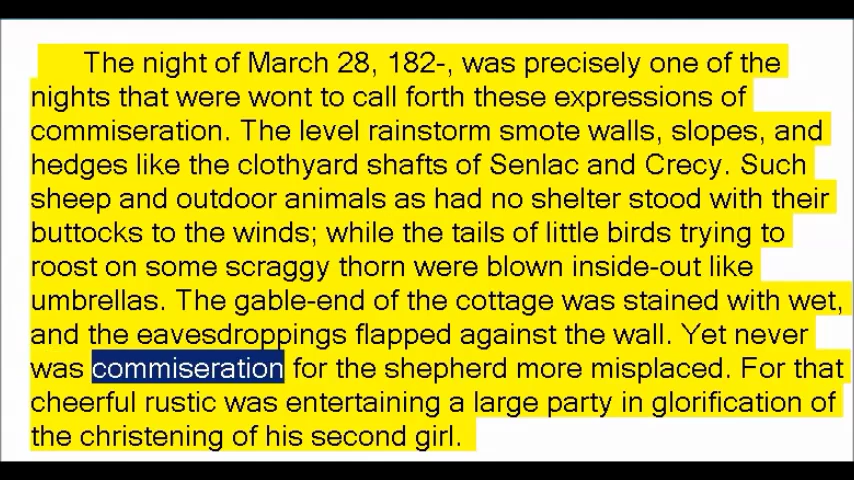 The night of March 28, 182-, was precisely one of the
nights that were wont to call forth these expressions of
commiseration. The level rainstorm smote walls, slopes, and
hedges like the clothyard shafts of Senlac and Crecy. Such
sheep and outdoor animals as had no shelter stood with their
buttocks to the winds; while the tails of little birds trying to
roost on some scraggy thorn were blown inside-out like
umbrellas. The gable-end of the cottage was stained with wet,
and the eavesdroppings flapped against the wall. Yet never
was commiseration for the shepherd more misplaced. For that
cheerful rustic was entertaining a large party in glorification of
the christening of his second girl.